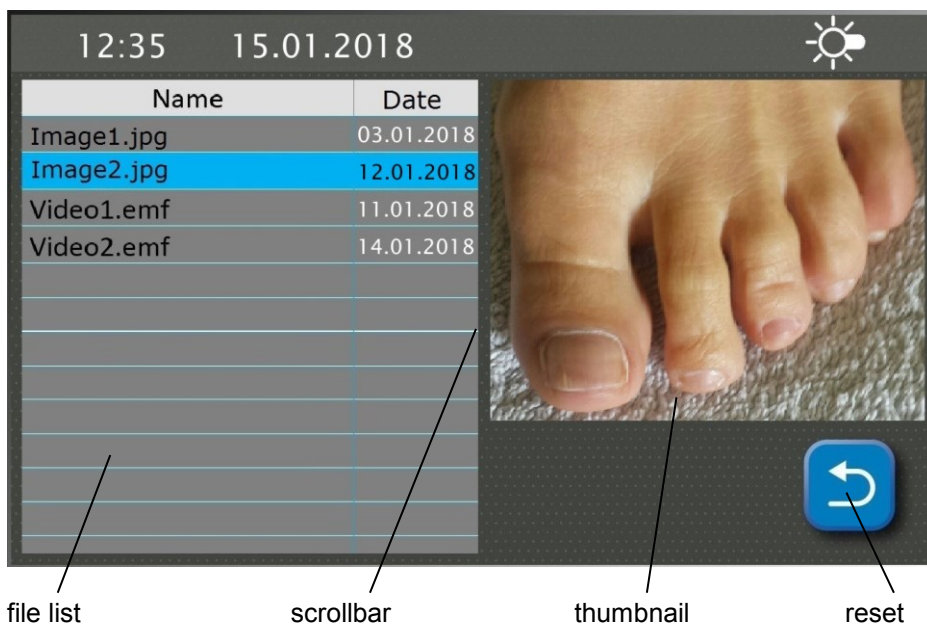 12:35 15.01.2018
Name Date
Image1.jpg 03.01.2018
Image2.jpg 12.01.2018
Video1.emf 11.01.2018
Video2.emf 14.01.2018
file list scrollbar thumbnail reset